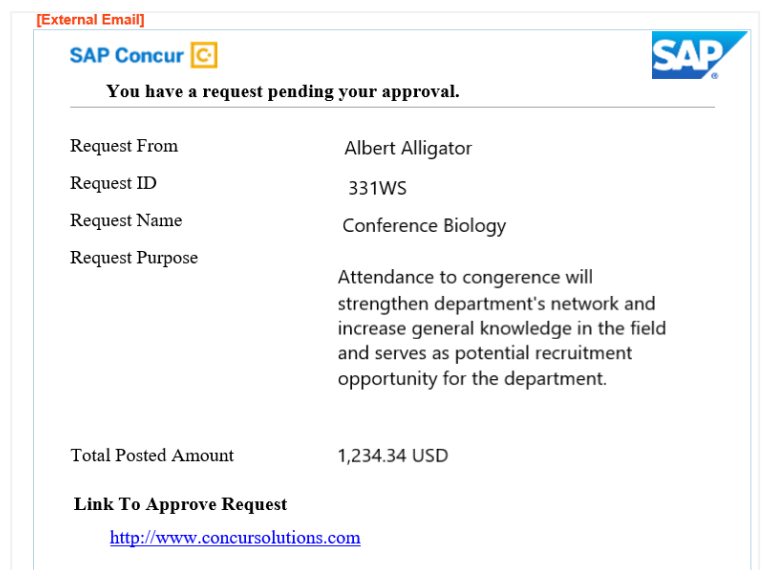 [External Email]
SAP Concur C
SAP
You have a request pending your approval.
Request From Albert Alligator
Request ID 331WS
Request Name Conference Biology
Request Purpose
Attendance to congerence will
strengthen department's network and
increase general knowledge in the field
and serves as potential recruitment
opportunity for the department.
Total Posted Amount 1,234.34 USD
Link To Approve Request
http://www.concursolutions.com